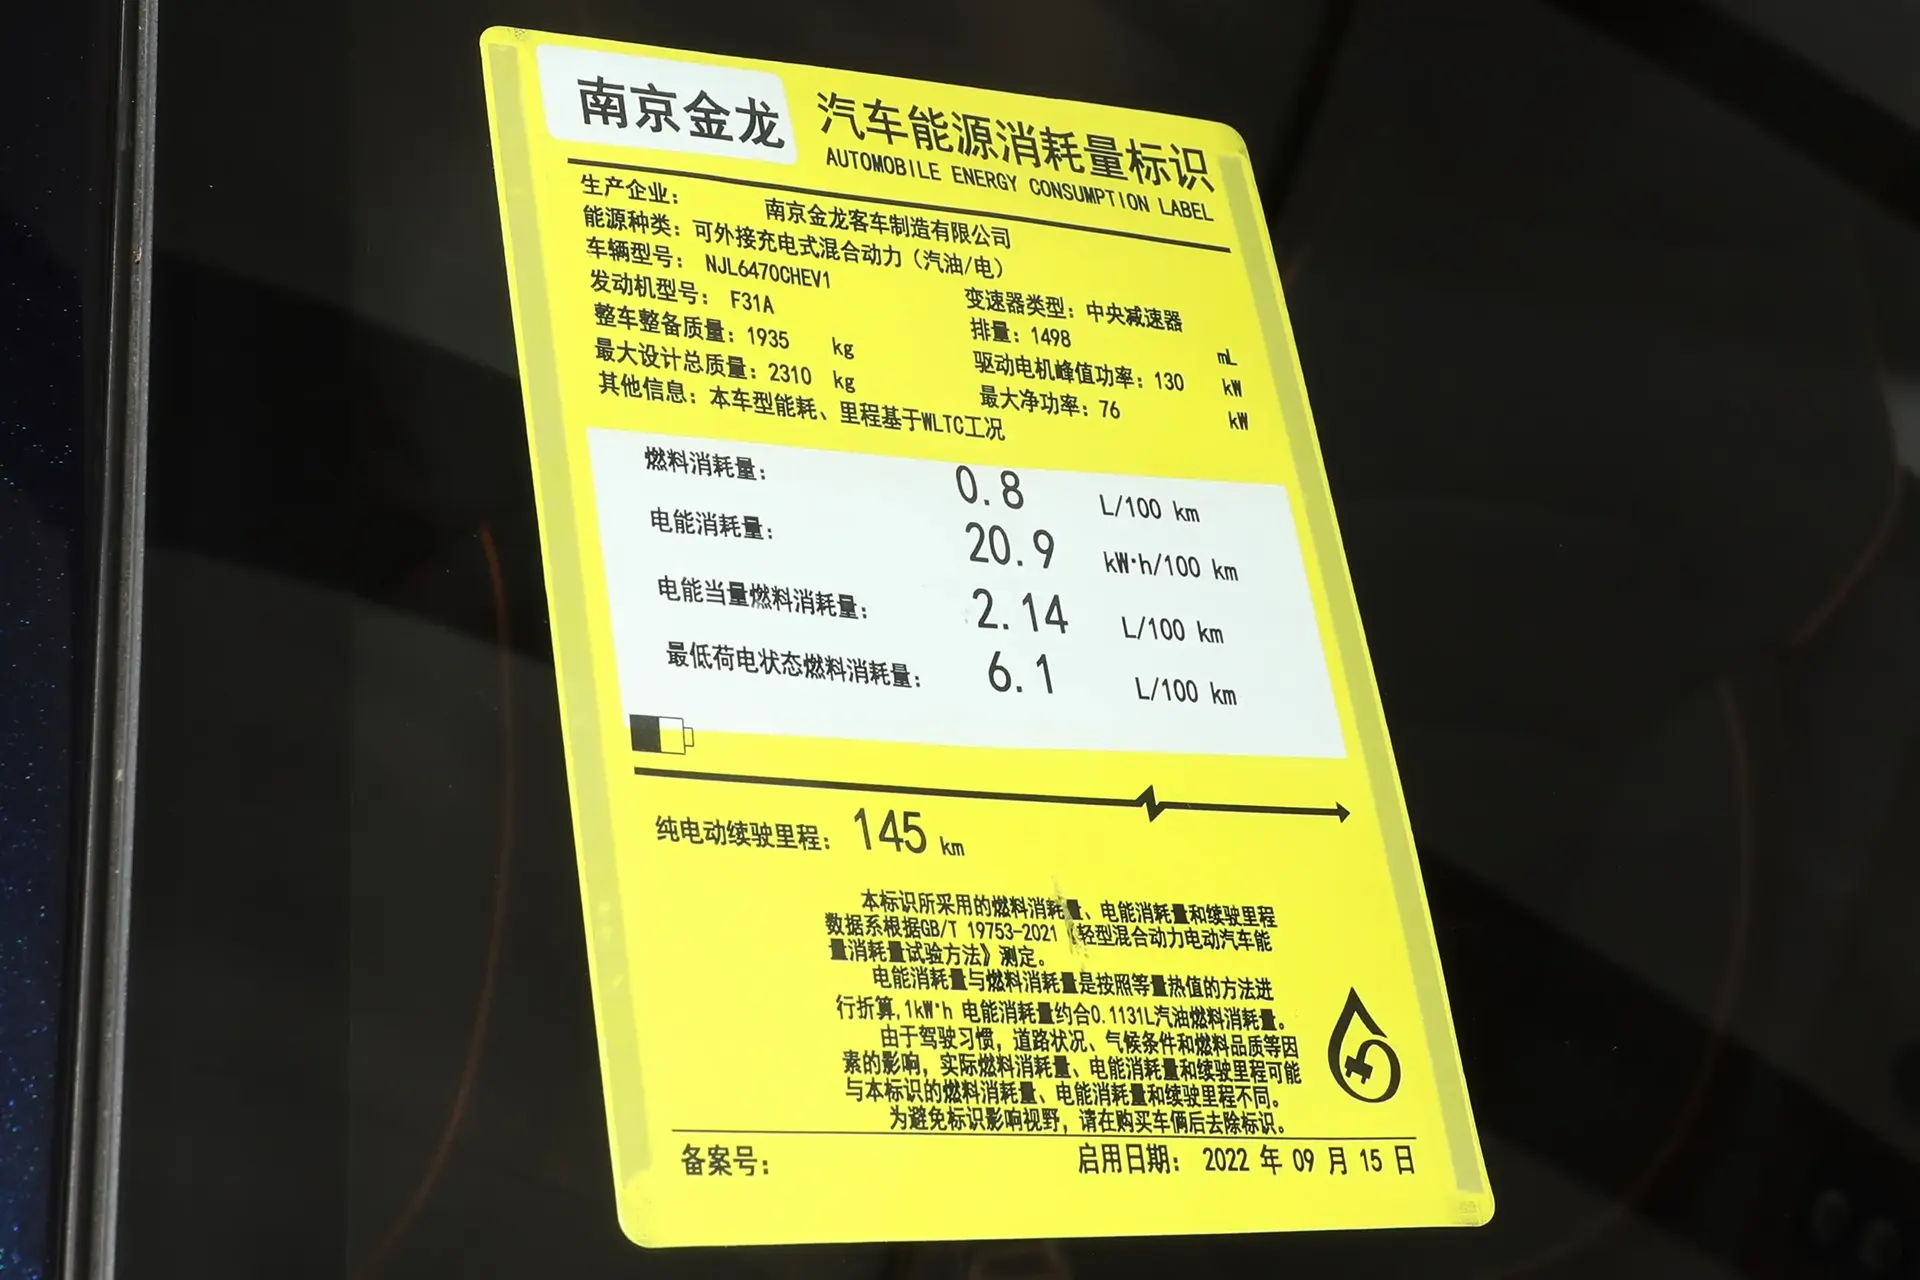 南京金龙
汽车能源消耗量标识
AUTOMOBILE ENERGY CONSUMPTION LABEL
生产企业： 南京金龙客车制造有限公司
能源种类：可外接充电式混合动力（汽油/电）
车辆型号： NJL6470CHEV1
变速器类型：中央减速器
发动机型号： F31A
排量：1498 mL
整车整备质量：1935 kg
驱动电机峰值功率：130 kW
最大设计总质量：2310 kg
最大净功率：76 kW
其他信息：本车型能耗、里程基于WLTC工况
燃料消耗量： 0.8 L/100 km
电能消耗量： 20.9 kW·h/100 km
电能当量燃料消耗量： 2.14 L/100 km
最低荷电状态燃料消耗量： 6.1 L/100 km
纯电动续驶里程：145 km
本标识所采用的燃料消耗量、电能消耗量和续驶里程
数据系根据GB/T 19753-2021《轻型混合动力电动汽车能
量消耗量试验方法》测定。
电能消耗量与燃料消耗量是按照等量热值的方法进
行折算,1kW·h 电能消耗量约合0.1131L汽油燃料消耗量。
由于驾驶习惯，道路状况、气候条件和燃料品质等因
素的影响，实际燃料消耗量、电能消耗量和续驶里程可能
与本标识的燃料消耗量、电能消耗量和续驶里程不同。
为避免标识影响视野，请在购买车俩后去除标识。
备案号：
启用日期： 2022 年 09 月 15 日